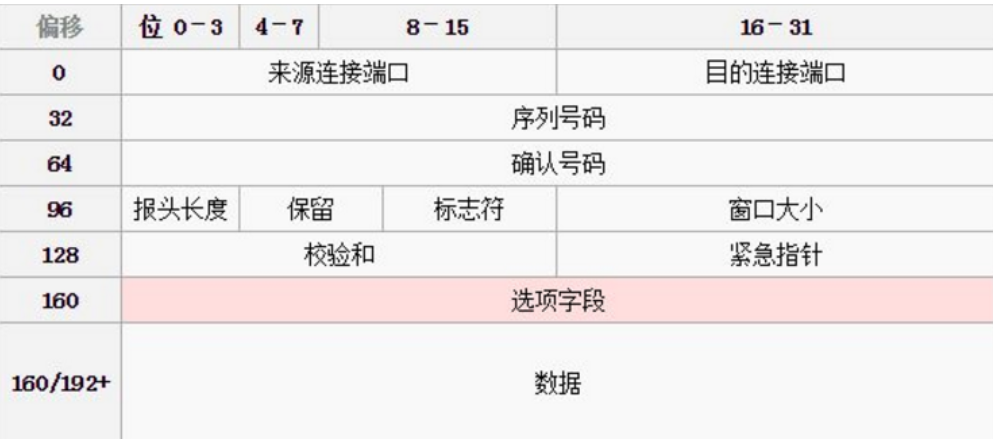 偏移 位 0－3 4－7 8－15 16－31
0 来源连接端口 目的连接端口
32 序列号码
64 确认号码
96 报头长度 保留 标志符 窗口大小
128 校验和 紧急指针
160 选项字段
160/192+ 数据